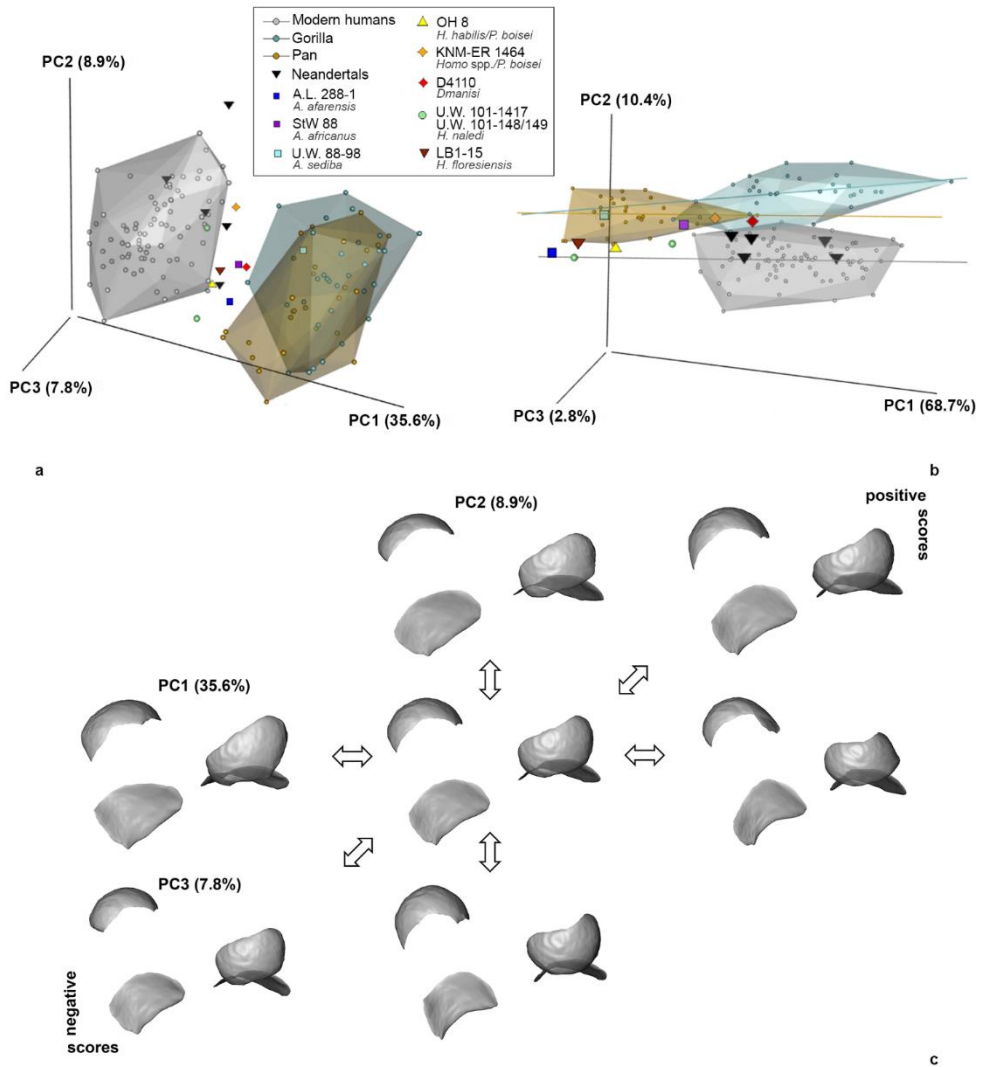 PC2 (8.9%)
PC3 (7.8%)
PC1 (35.6%)
Modern humans
Gorilla
Pan
Neandertals
A.L. 288-1
A. afarensis
StW 88
A. africanus
U.W. 88-98
A. sediba
OH 8
H. habilis/P. boisei
KNM-ER 1464
Homo spp./P. boisei
D4110
Dmanisi
U.W. 101-1417
U.W. 101-148/149
H. naledi
LB1-15
H. floresiensis
PC2 (10.4%)
PC3 (2.8%)
PC1 (68.7%)
a
b
PC2 (8.9%)
positive
scores
PC1 (35.6%)
PC3 (7.8%)
negative
scores
c